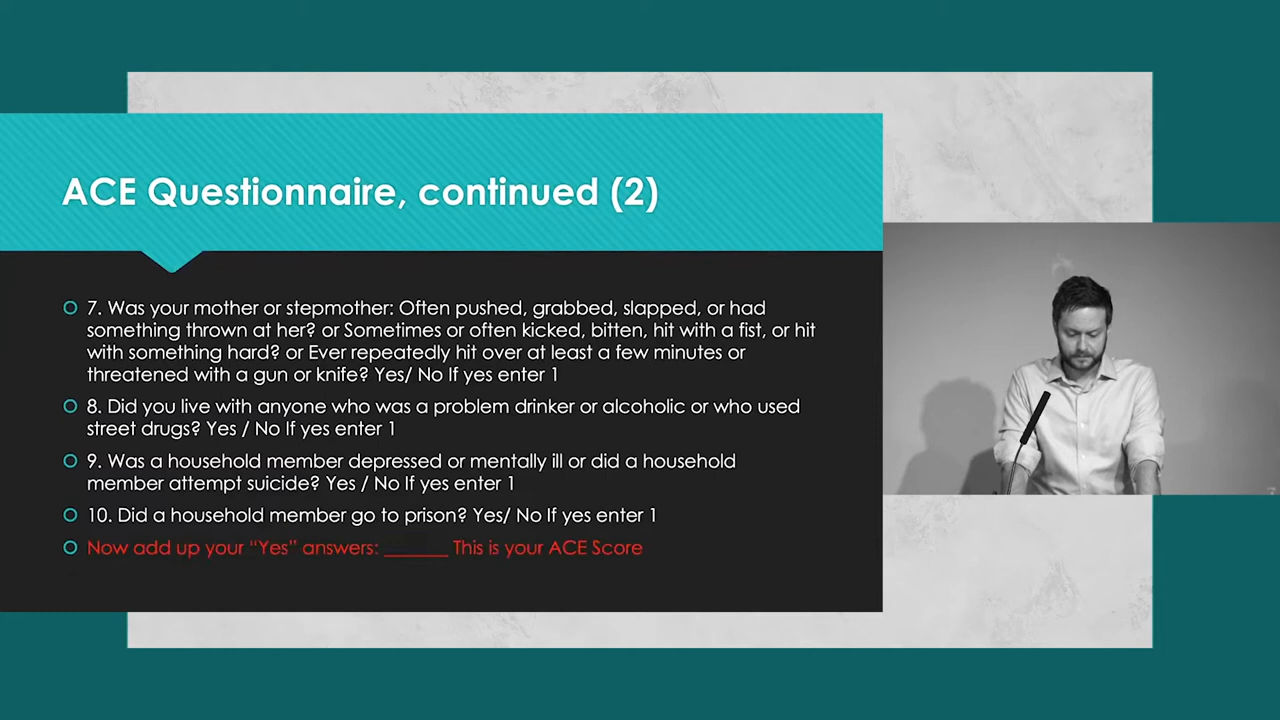 ACE Questionnaire, continued (2)
7. Was your mother or stepmother: Often pushed, grabbed, slapped, or had
something thrown at her? or Sometimes or often kicked, bitten, hit with a fist, or hit
with something hard? or Ever repeatedly hit over at least a few minutes or
threatened with a gun or knife? Yes/ No If yes enter 1
8. Did you live with anyone who was a problem drinker or alcoholic or who used
street drugs? Yes / No If yes enter 1
9. Was a household member depressed or mentally ill or did a household
member attempt suicide? Yes / No If yes enter 1
10. Did a household member go to prison? Yes/ No If yes enter 1
Now add up your “Yes” answers: ______ This is your ACE Score